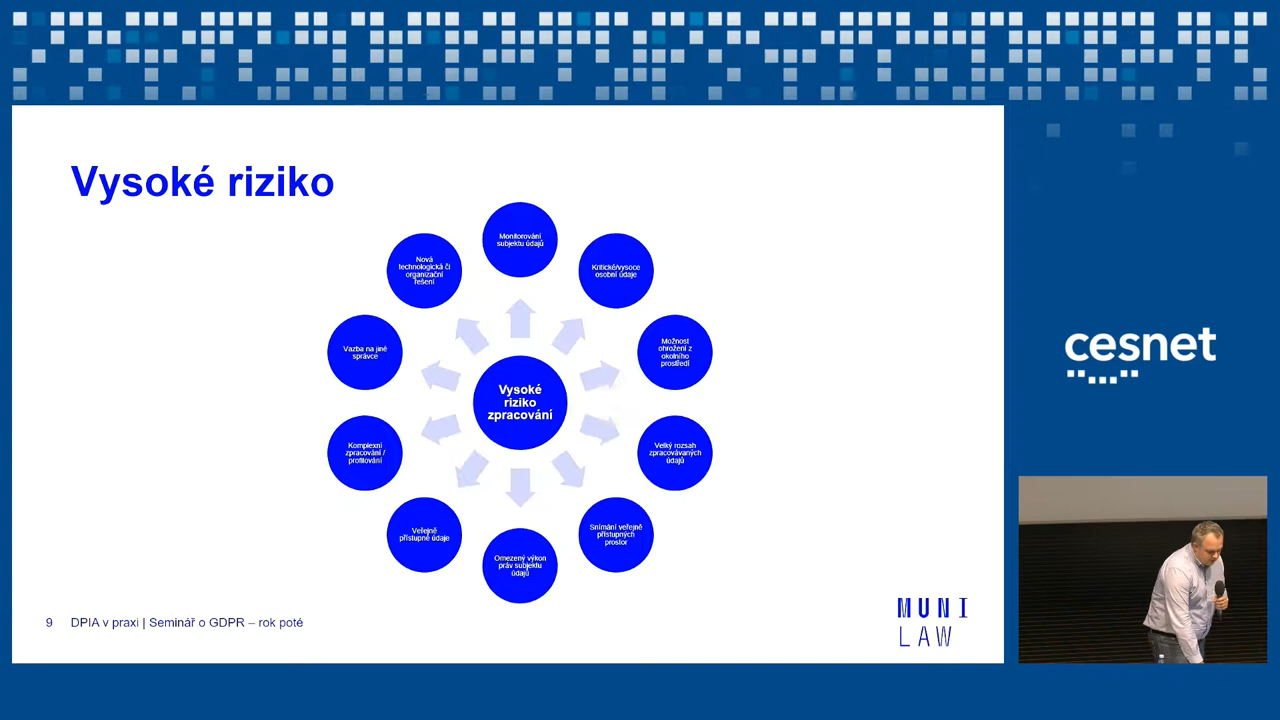 Vysoké riziko
Monitorování
subjektu údajů
Kritické/vysoce
osobní údaje
Možnost
ohrožení z
okolního
prostředí
Velký rozsah
zpracovávaných
údajů
Snímání veřejně
přístupných
prostor
Omezený výkon
práv subjektu
údajů
Veřejně
přístupné údaje
Komplexní
zpracování /
profilování
Vazba na jiné
správce
Nová
technologická či
organizační
řešení
Vysoké
riziko
zpracování
9 DPIA v praxi | Seminář o GDPR – rok poté
MUNI
LAW
cesnet